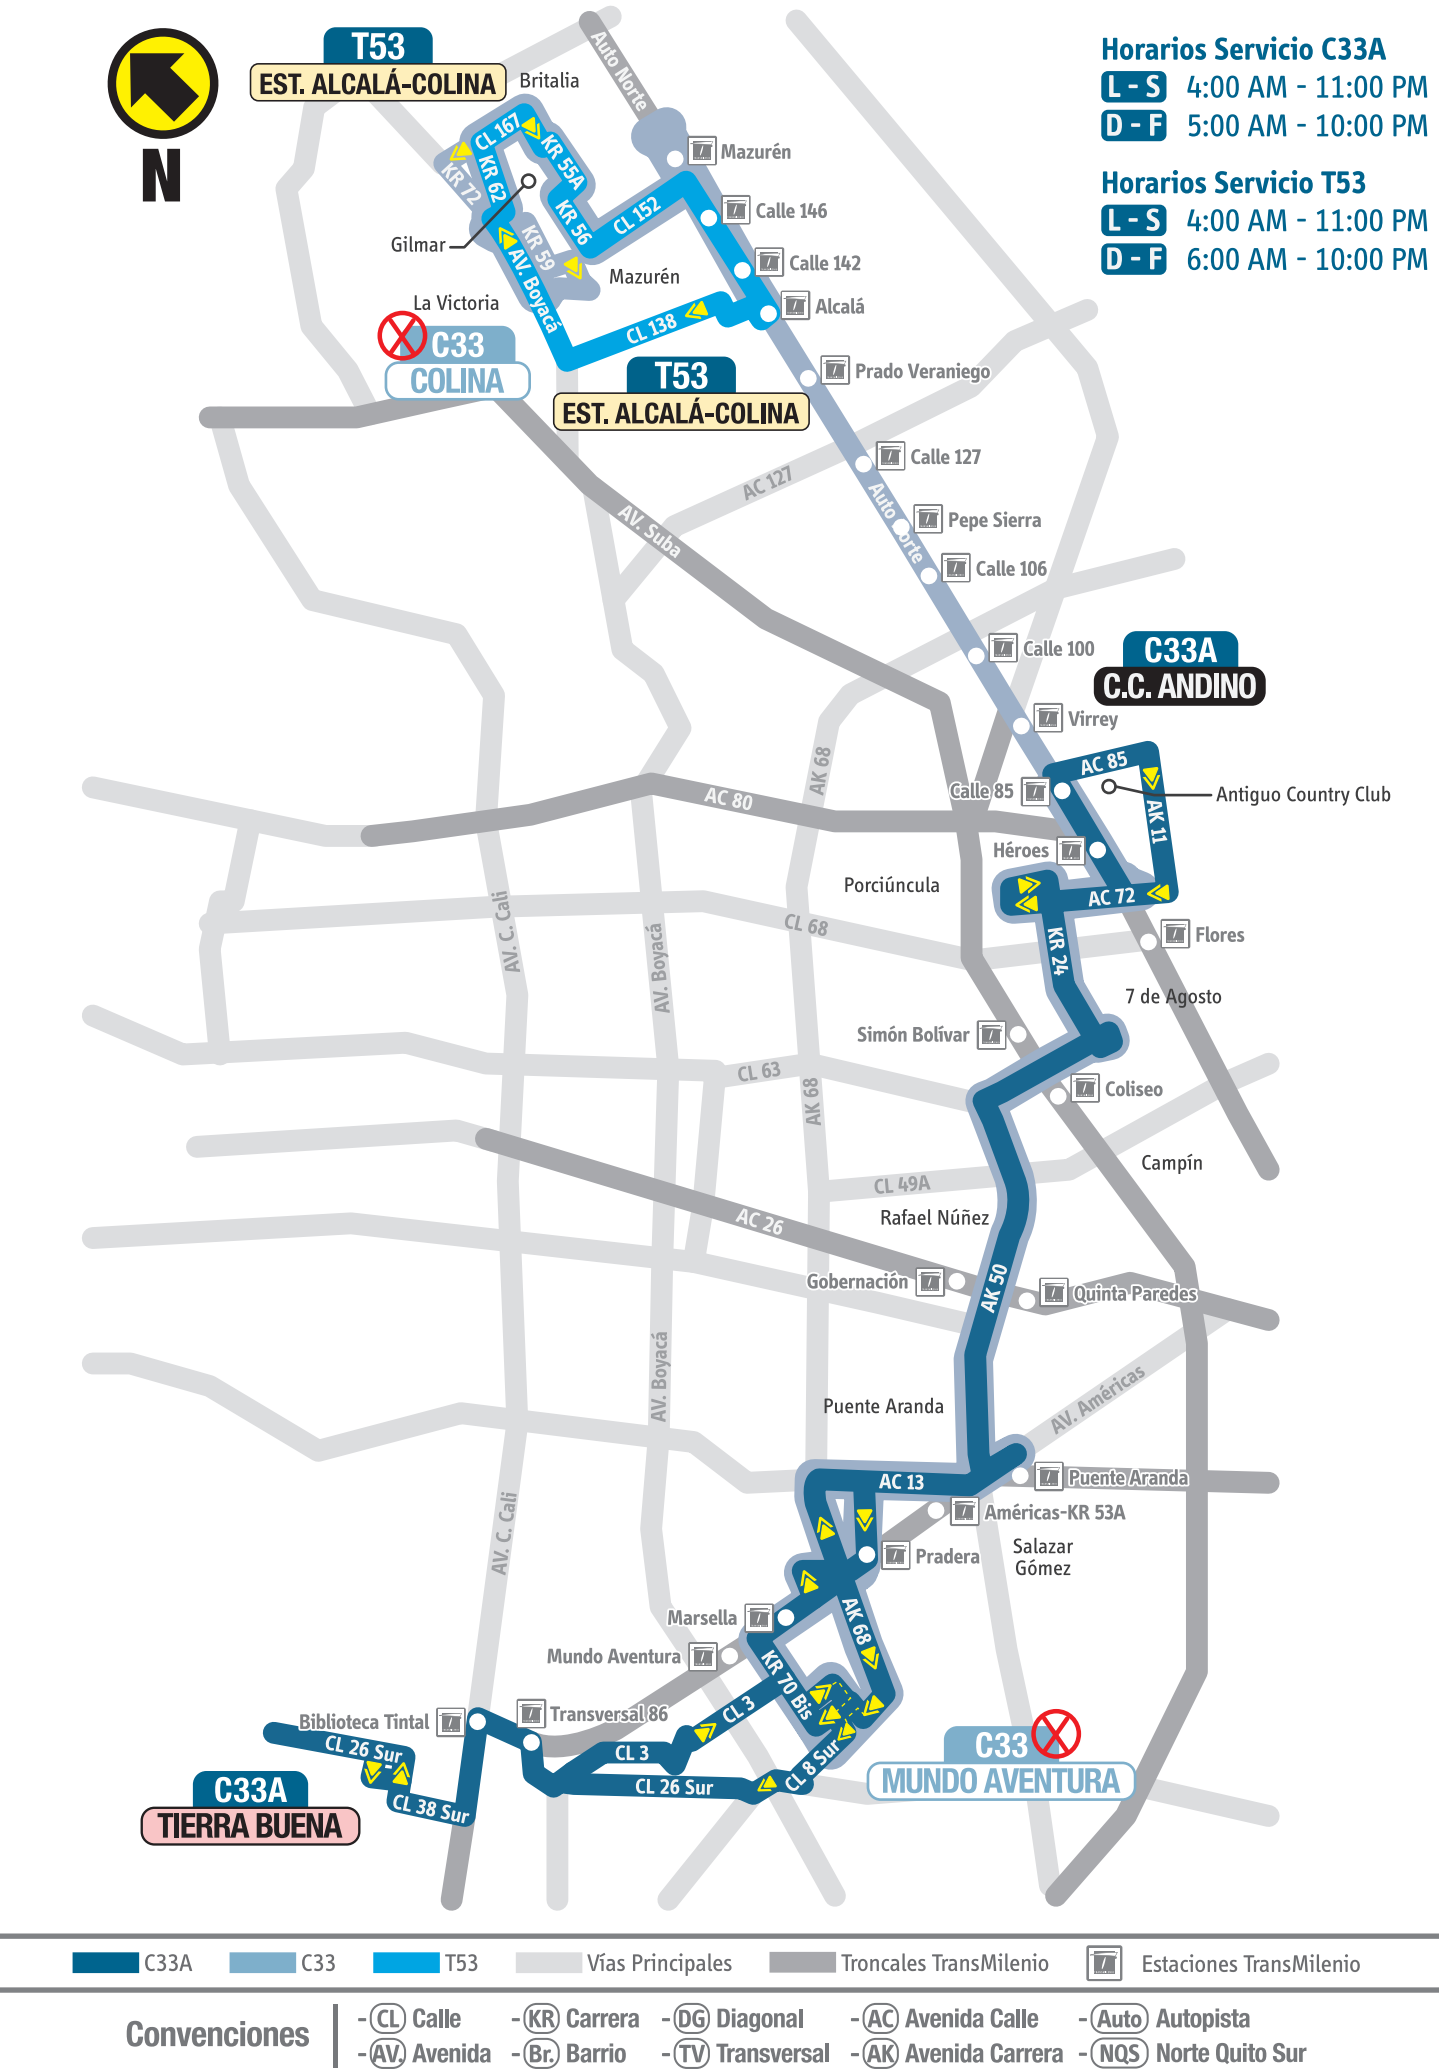 T53
EST. ALCALÁ-COLINA
N
Horarios Servicio C33A
L - S 4:00 AM - 11:00 PM
D - F 5:00 AM - 10:00 PM
Horarios Servicio T53
L - S 4:00 AM - 11:00 PM
D - F 6:00 AM - 10:00 PM
Britalia
Auto Norte
CL 167
KR 55A
KR 72
KR 62
KR 56
CL 152
Mazurén
Calle 146
Gilmar
KR 59
AV. Boyacá
Mazurén
Calle 142
La Victoria
CL 138
Alcalá
C33
COLINA
T53
EST. ALCALÁ-COLINA
Prado Veraniego
AC 127
Calle 127
AV. Suba
Auto Norte
Pepe Sierra
Calle 106
Calle 100
C33A
C.C. ANDINO
Virrey
AK 68
AC 80
AC 85
Calle 85
Antiguo Country Club
AK 11
Héroes
Porciúncula
AC 72
CL 68
AV. C. Cali
AV. Boyacá
KR 24
Flores
7 de Agosto
Simón Bolívar
CL 63
AK 68
Coliseo
Campín
CL 49A
AC 26
Rafael Núñez
Gobernación
AK 50
Quinta Paredes
AV. Boyacá
Puente Aranda
AV. Américas
AC 13
Puente Aranda
AV. C. Cali
Américas-KR 53A
Pradera
Salazar
Gómez
Marsella
AK 68
Mundo Aventura
KR 70 Bis
CL 3
Transversal 86
Biblioteca Tintal
CL 26 Sur
CL 3
CL 26 Sur
CL 8 Sur
CL 38 Sur
C33
MUNDO AVENTURA
C33A
TIERRA BUENA
C33A C33 T53 Vías Principales Troncales TransMilenio Estaciones TransMilenio
Convenciones
-CL Calle -KR Carrera -DG Diagonal -AC Avenida Calle -Auto Autopista
-AV. Avenida -Br. Barrio -TV Transversal -AK Avenida Carrera -NQS Norte Quito Sur